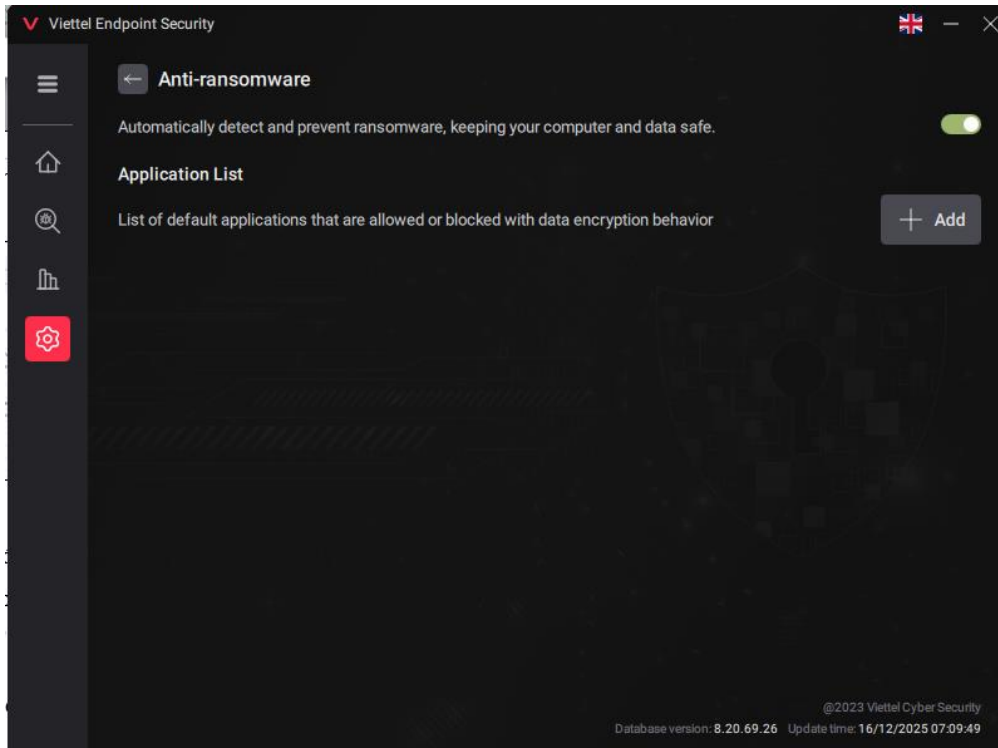 Viettel Endpoint Security
Anti-ransomware
Automatically detect and prevent ransomware, keeping your computer and data safe.
Application List
List of default applications that are allowed or blocked with data encryption behavior
Add
@2023 Viettel Cyber Security
Database version: 8.20.69.26 Update time: 16/12/2025 07:09:49